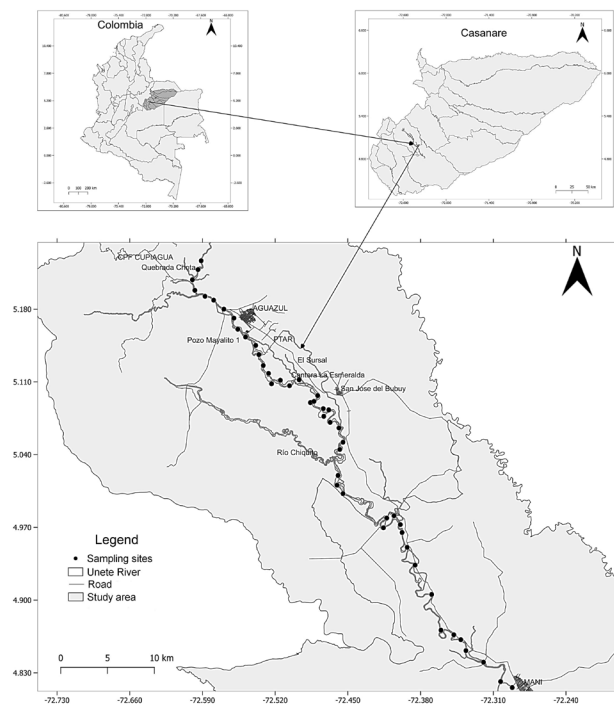 Colombia
N
0 100 200 km
Casanare
N
0 25 50 km
N
CPF CUPIAGUA
Quebrada Chota
AGUAZUL
Pozo Mayalito 1
PTAR
El Sursal
Cantera La Esmeralda
San Jose del Bubuy
Río Chiquito
MANI
5.180
5.110
5.040
4.970
4.900
4.830
Legend
Sampling sites
Unete River
Road
Study area
0 5 10 km
-72.730 -72.660 -72.590 -72.520 -72.450 -72.380 -72.310 -72.240